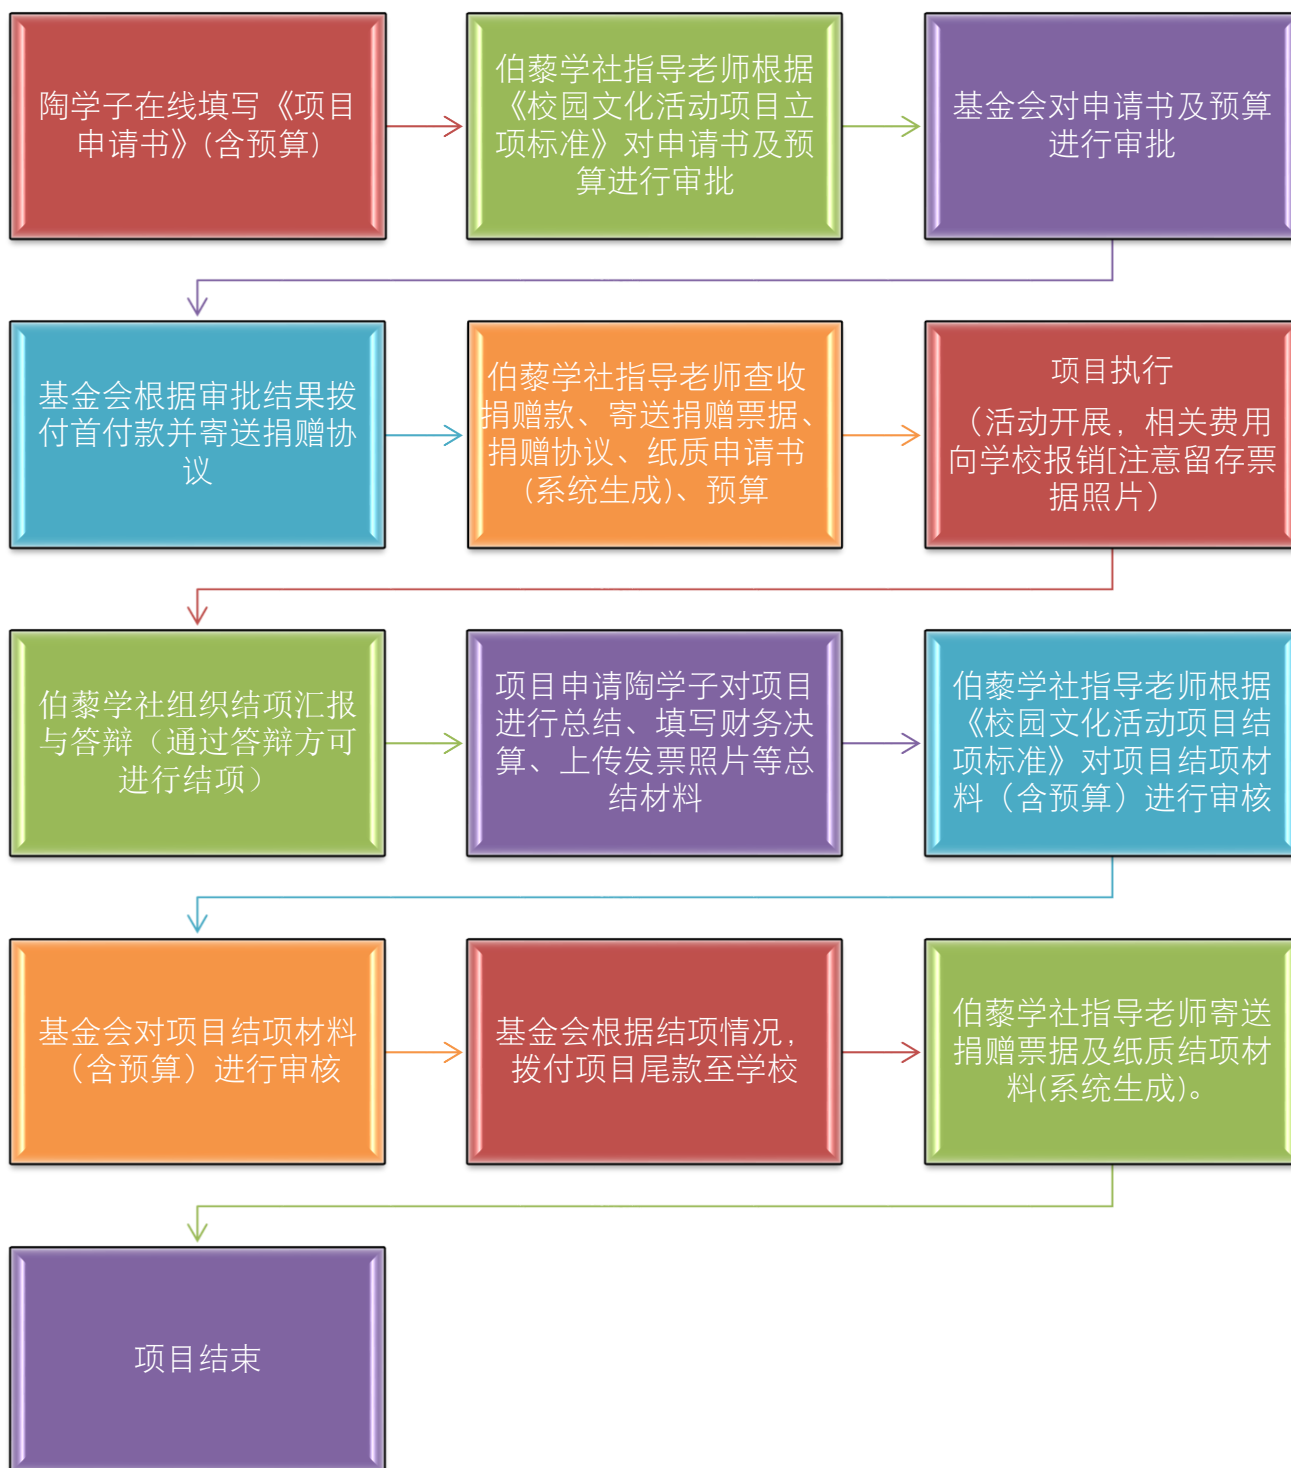 陶学子在线填写《项目
申请书》(含预算)
伯藜学社指导老师根据
《校园文化活动项目立
项标准》对申请书及预
算进行审批
基金会对申请书及预算
进行审批
基金会根据审批结果拨
付首付款并寄送捐赠协
议
伯藜学社指导老师查收
捐赠款、寄送捐赠票据、
捐赠协议、纸质申请书
(系统生成)、预算
项目执行
（活动开展，相关费用
向学校报销[注意留存票
据照片）
伯藜学社组织结项汇报
与答辩（通过答辩方可
进行结项）
项目申请陶学子对项目
进行总结、填写财务决
算、上传发票照片等总
结材料
伯藜学社指导老师根据
《校园文化活动项目结
项标准》对项目结项材
料（含预算）进行审核
基金会对项目结项材料
（含预算）进行审核
基金会根据结项情况，
拨付项目尾款至学校
伯藜学社指导老师寄送
捐赠票据及纸质结项材
料(系统生成)。
项目结束